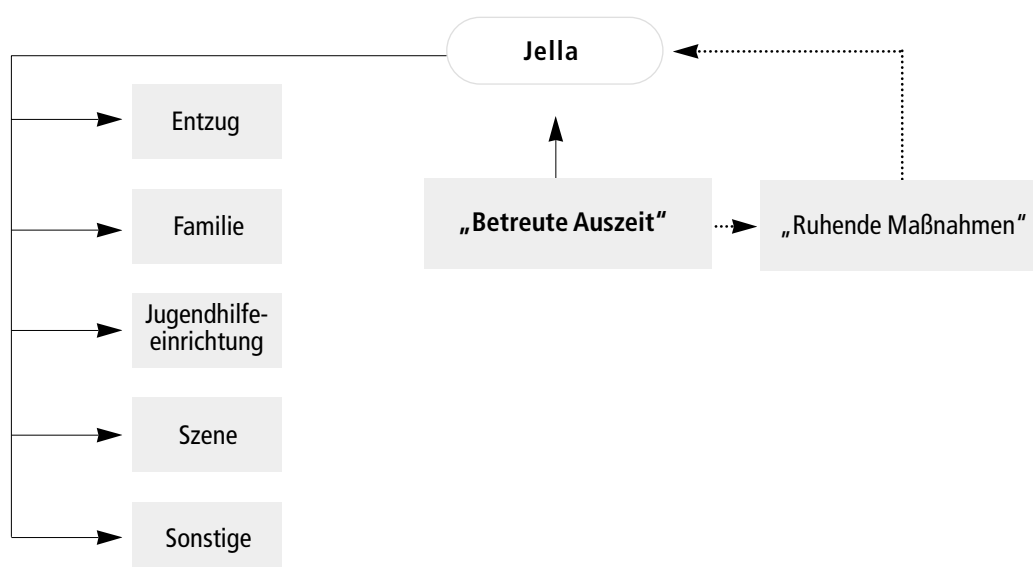 Jella
Entzug
Familie
„Betreute Auszeit“
„Ruhende Maßnahmen“
Jugendhilfe-
einrichtung
Szene
Sonstige